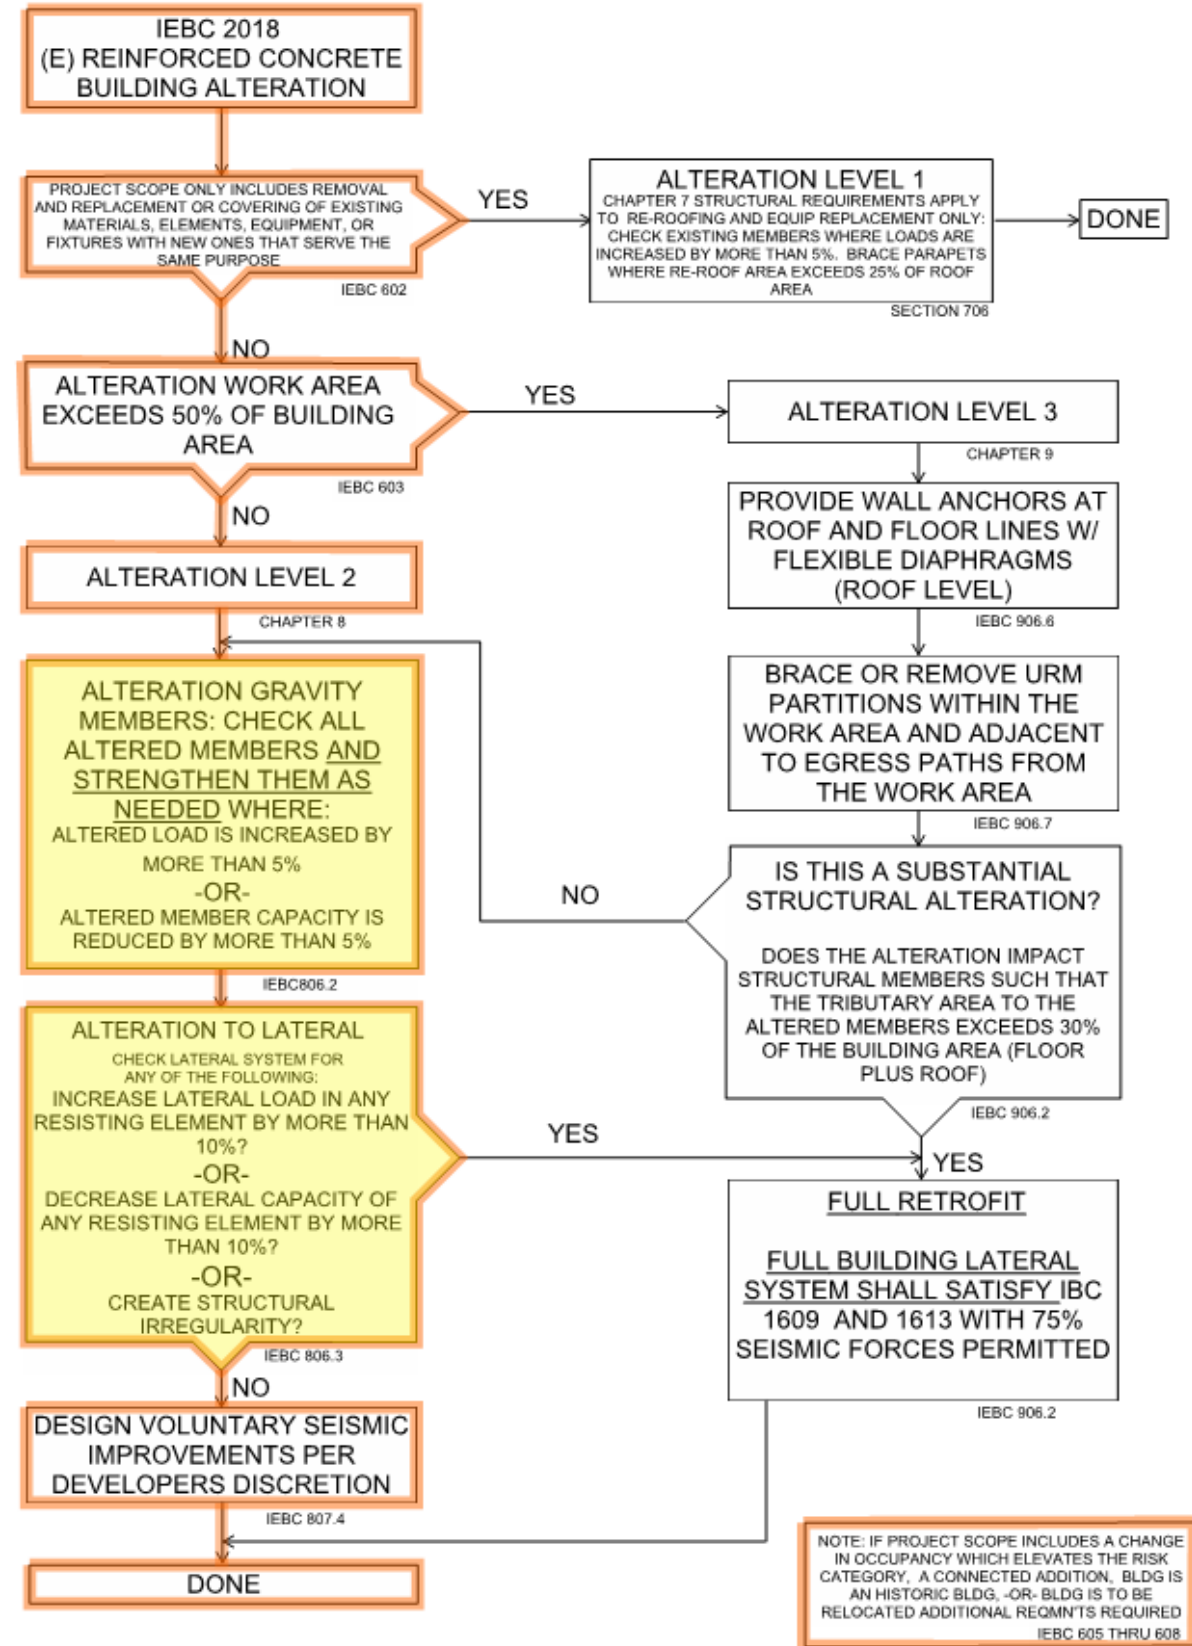 IEBC 2018
(E) REINFORCED CONCRETE
BUILDING ALTERATION
PROJECT SCOPE ONLY INCLUDES REMOVAL
AND REPLACEMENT OR COVERING OF EXISTING
MATERIALS, ELEMENTS, EQUIPMENT, OR
FIXTURES WITH NEW ONES THAT SERVE THE
SAME PURPOSE
IEBC 602
YES
ALTERATION LEVEL 1
CHAPTER 7 STRUCTURAL REQUIREMENTS APPLY
TO RE-ROOFING AND EQUIP REPLACEMENT ONLY:
CHECK EXISTING MEMBERS WHERE LOADS ARE
INCREASED BY MORE THAN 5%. BRACE PARAPETS
WHERE RE-ROOF AREA EXCEEDS 25% OF ROOF
AREA
SECTION 706
DONE
NO
ALTERATION WORK AREA
EXCEEDS 50% OF BUILDING
AREA
IEBC 603
YES
ALTERATION LEVEL 3
CHAPTER 9
NO
ALTERATION LEVEL 2
CHAPTER 8
PROVIDE WALL ANCHORS AT
ROOF AND FLOOR LINES W/
FLEXIBLE DIAPHRAGMS
(ROOF LEVEL)
IEBC 906.6
BRACE OR REMOVE URM
PARTITIONS WITHIN THE
WORK AREA AND ADJACENT
TO EGRESS PATHS FROM
THE WORK AREA
IEBC 906.7
ALTERATION GRAVITY
MEMBERS: CHECK ALL
ALTERED MEMBERS AND
STRENGTHEN THEM AS
NEEDED WHERE:
ALTERED LOAD IS INCREASED BY
MORE THAN 5%
-OR-
ALTERED MEMBER CAPACITY IS
REDUCED BY MORE THAN 5%
IEBC806.2
NO
IS THIS A SUBSTANTIAL
STRUCTURAL ALTERATION?
DOES THE ALTERATION IMPACT
STRUCTURAL MEMBERS SUCH THAT
THE TRIBUTARY AREA TO THE
ALTERED MEMBERS EXCEEDS 30%
OF THE BUILDING AREA (FLOOR
PLUS ROOF)
IEBC 906.2
ALTERATION TO LATERAL
CHECK LATERAL SYSTEM FOR
ANY OF THE FOLLOWING:
INCREASE LATERAL LOAD IN ANY
RESISTING ELEMENT BY MORE THAN
10%?
-OR-
DECREASE LATERAL CAPACITY OF
ANY RESISTING ELEMENT BY MORE
THAN 10%?
-OR-
CREATE STRUCTURAL
IRREGULARITY?
IEBC 806.3
YES
YES
FULL RETROFIT
FULL BUILDING LATERAL
SYSTEM SHALL SATISFY IBC
1609 AND 1613 WITH 75%
SEISMIC FORCES PERMITTED
IEBC 906.2
NO
DESIGN VOLUNTARY SEISMIC
IMPROVEMENTS PER
DEVELOPERS DISCRETION
IEBC 807.4
DONE
NOTE: IF PROJECT SCOPE INCLUDES A CHANGE
IN OCCUPANCY WHICH ELEVATES THE RISK
CATEGORY, A CONNECTED ADDITION, BLDG IS
AN HISTORIC BLDG, -OR- BLDG IS TO BE
RELOCATED ADDITIONAL REQMN'TS REQUIRED
IEBC 605 THRU 608